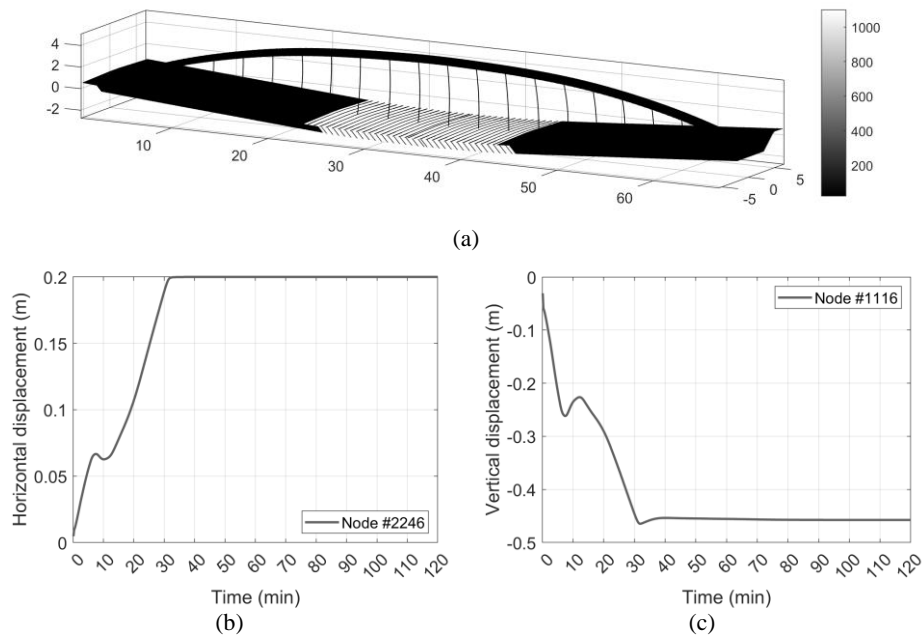 4
2
0
-2
10
20
30
40
50
60
-5
0
5
1000
800
600
400
200
(a)
0.2
0.15
0.1
0.05
0
Horizontal displacement (m)
Node #2246
0 10 20 30 40 50 60 70 80 90 100 110 120
Time (min)
(b)
0
-0.1
-0.2
-0.3
-0.4
-0.5
Vertical displacement (m)
Node #1116
0 10 20 30 40 50 60 70 80 90 100 110 120
Time (min)
(c)